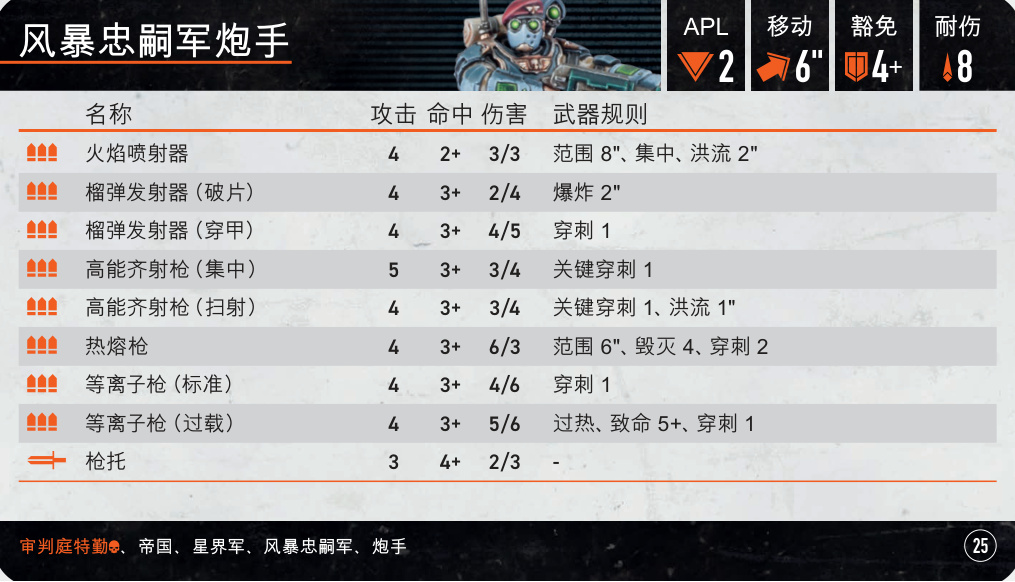 风暴忠嗣军炮手 APL 2 移动 6" 豁免 4+ 耐伤 8
名称 攻击 命中 伤害 武器规则
火焰喷射器 4 2+ 3/3 范围 8"、集中、洪流 2"
榴弹发射器（破片） 4 3+ 2/4 爆炸 2"
榴弹发射器（穿甲） 4 3+ 4/5 穿刺 1
高能齐射枪（集中） 5 3+ 3/4 关键穿刺 1
高能齐射枪（扫射） 4 3+ 3/4 关键穿刺 1、洪流 1"
热熔枪 4 3+ 6/3 范围 6"、毁灭 4、穿刺 2
等离子枪（标准） 4 3+ 4/6 穿刺 1
等离子枪（过载） 4 3+ 5/6 过热、致命 5+、穿刺 1
枪托 3 4+ 2/3 -
审判庭特勤、帝国、星界军、风暴忠嗣军、炮手 25